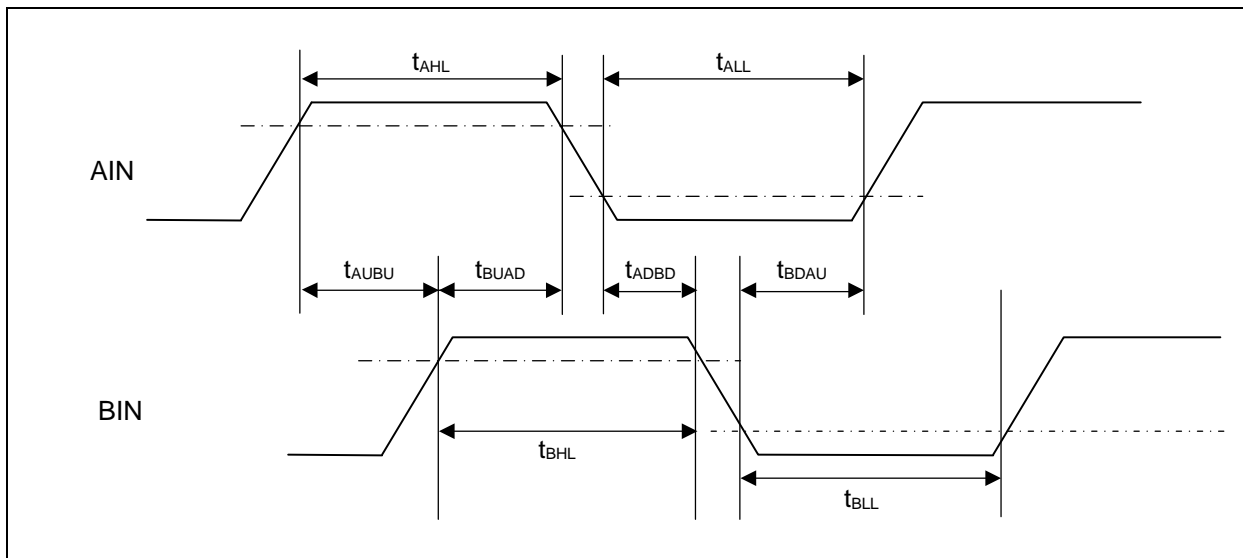 tAHL
tALL
AIN
tAUBU
tBUAD
tADBD
tBDAU
BIN
tBHL
tBLL